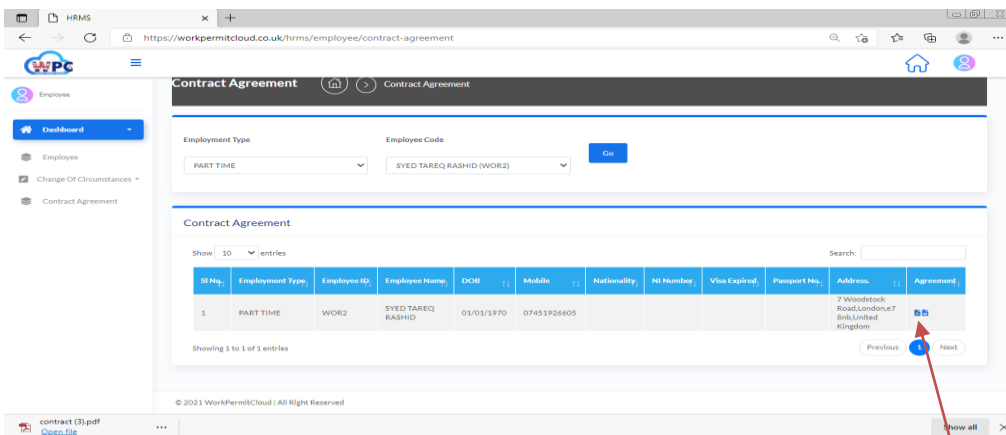 HRMS
https://workpermitcloud.co.uk/hrms/employee/contract-agreement
WPC
Employee
Dashboard
Employee
Change Of Circumstances
Contract Agreement
Contract Agreement
Contract Agreement
Employment Type
Employee Code
PART TIME
SYED TAREQ RASHID (WOR2)
Go
Contract Agreement
Show 10 entries
Search:
Sl No. Employment Type Employee ID Employee Name DOB Mobile Nationality NI Number Visa Expired Passport No. Address. Agreement
1 PART TIME WOR2 SYED TAREQ RASHID 01/01/1970 07451926605 7 Woodstock Road,London,e7 8nb,United Kingdom
Showing 1 to 1 of 1 entries
Previous 1 Next
© 2021 WorkPermitCloud | All Right Reserved
contract (3).pdf
Open file
Show all